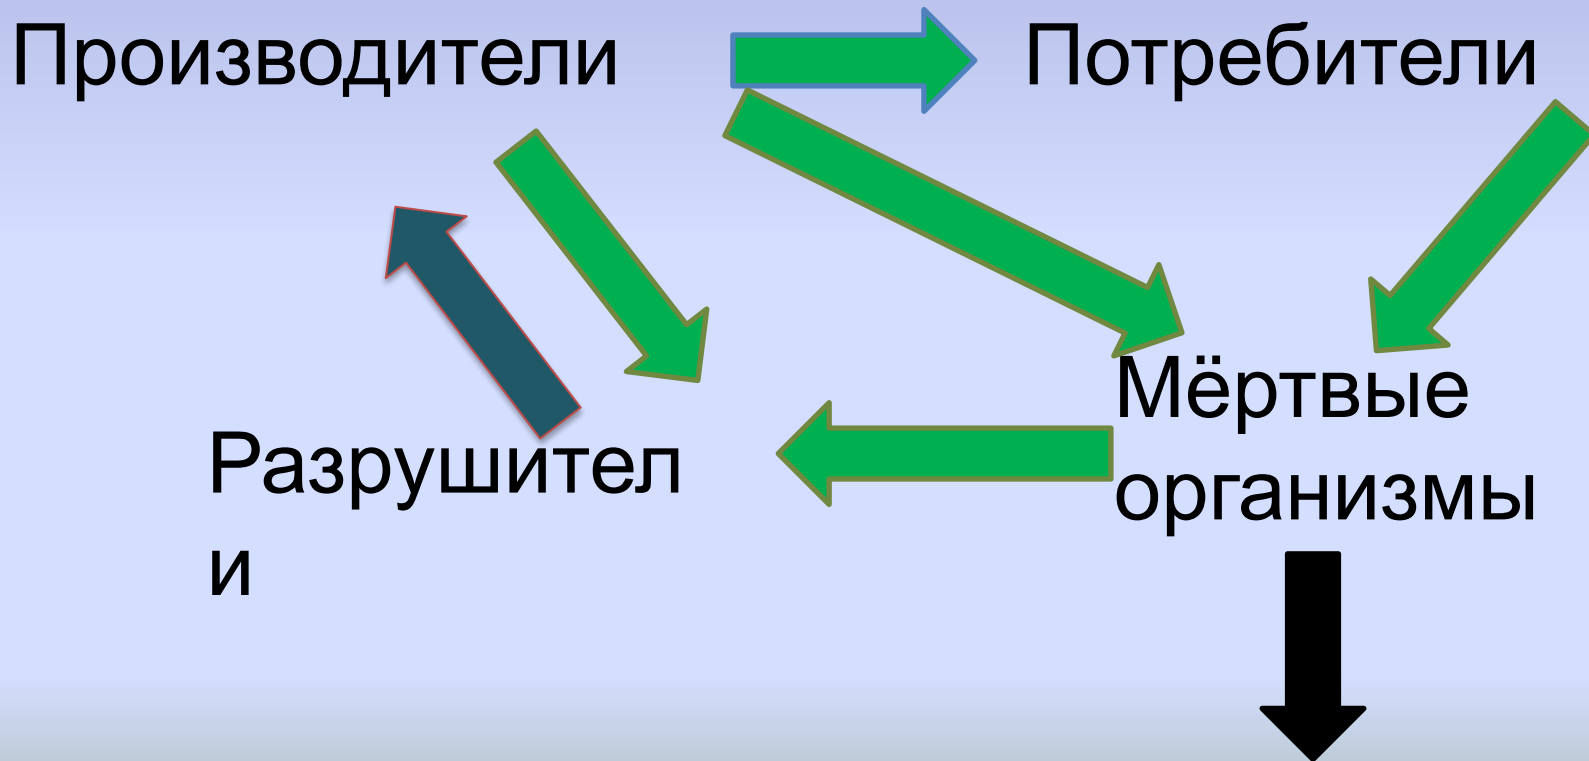 Производители
Потребители
Мёртвые
организмы
Разрушител
и